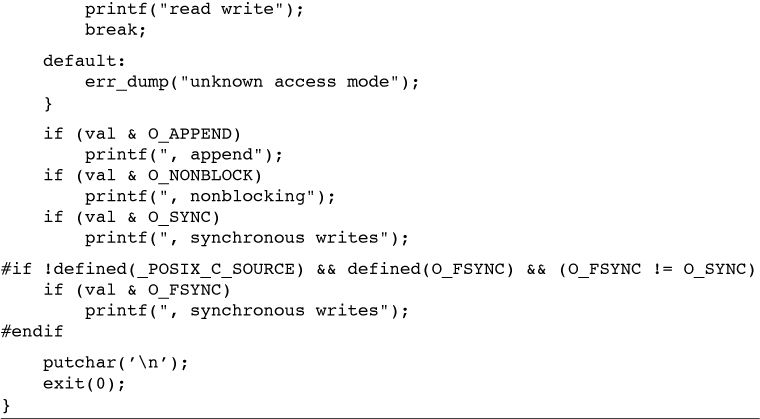 printf("read write");
        break;
    default:
        err_dump("unknown access mode");
    }
    if (val & O_APPEND)
        printf(", append");
    if (val & O_NONBLOCK)
        printf(", nonblocking");
    if (val & O_SYNC)
        printf(", synchronous writes");
#if !defined(_POSIX_C_SOURCE) && defined(O_FSYNC) && (O_FSYNC != O_SYNC)
    if (val & O_FSYNC)
        printf(", synchronous writes");
#endif
    putchar(’\n’);
    exit(0);
}